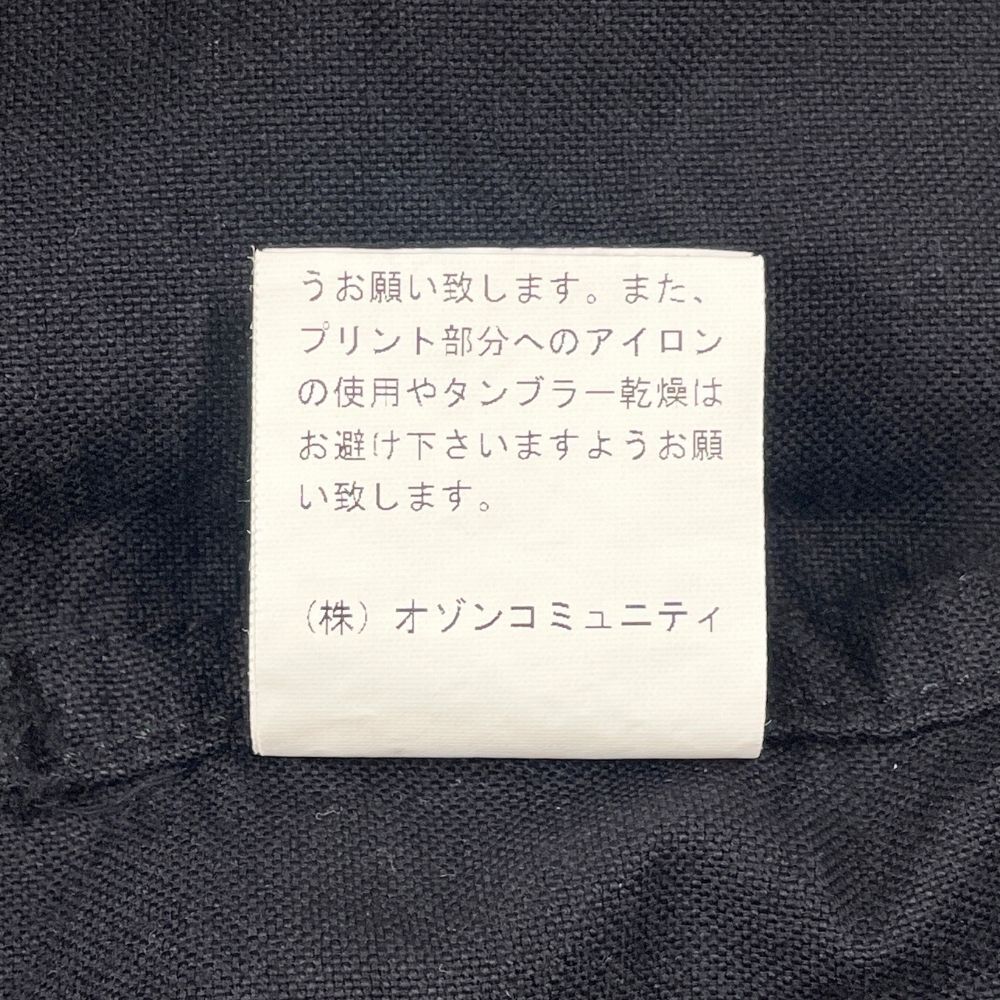 うお願い致します。また、
プリント部分へのアイロン
の使用やタンブラー乾燥は
お避け下さいますようお願
い致します。
（株）オゾンコミュニティ